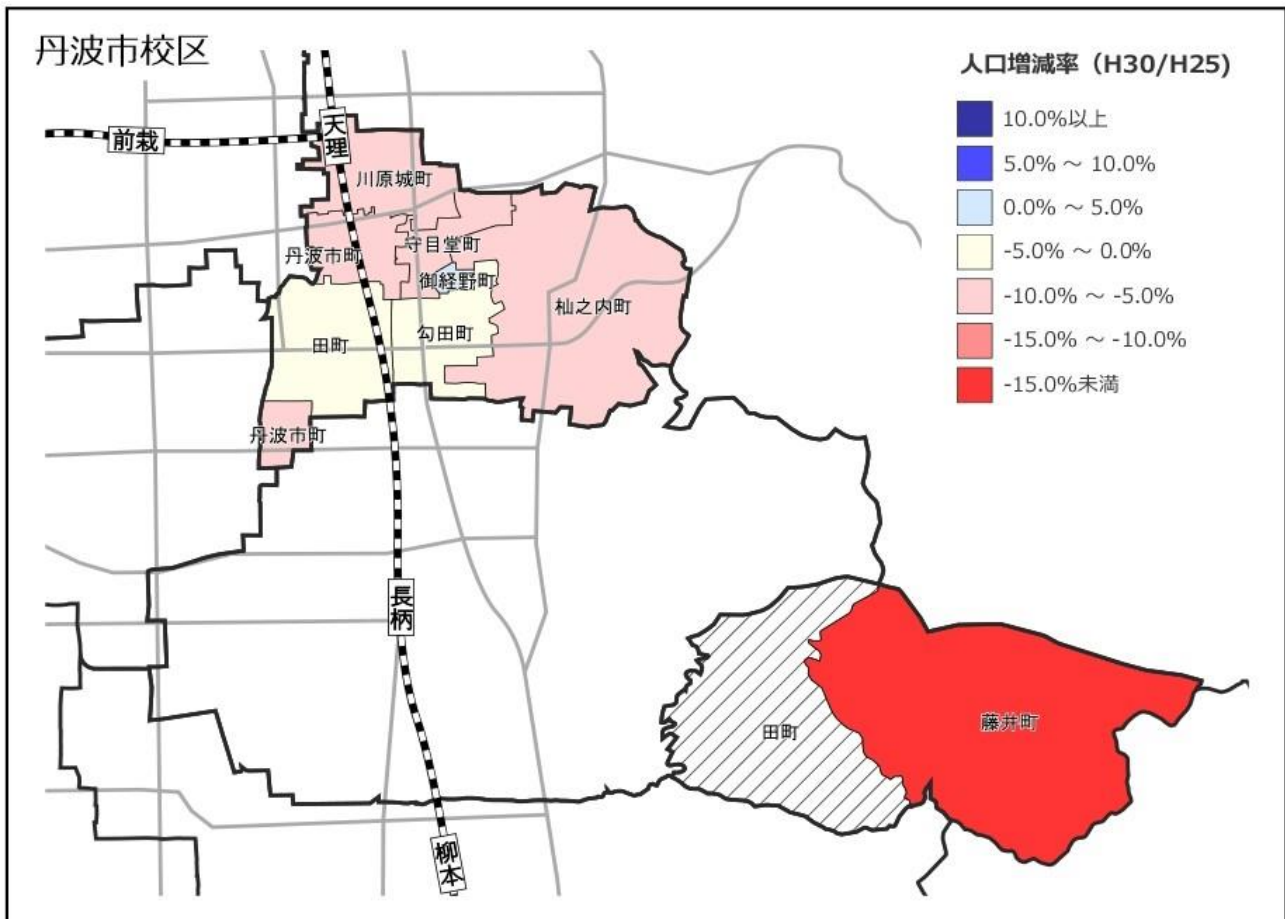 丹波市校区
人口増減率（H30/H25）
10.0%以上
5.0% ～ 10.0%
0.0% ～ 5.0%
-5.0% ～ 0.0%
-10.0% ～ -5.0%
-15.0% ～ -10.0%
-15.0%未満
前栽
天理
川原城町
守目堂町
丹波市町
御経野町
杣之内町
田町
勾田町
丹波市町
長柄
田町
藤井町
柳本